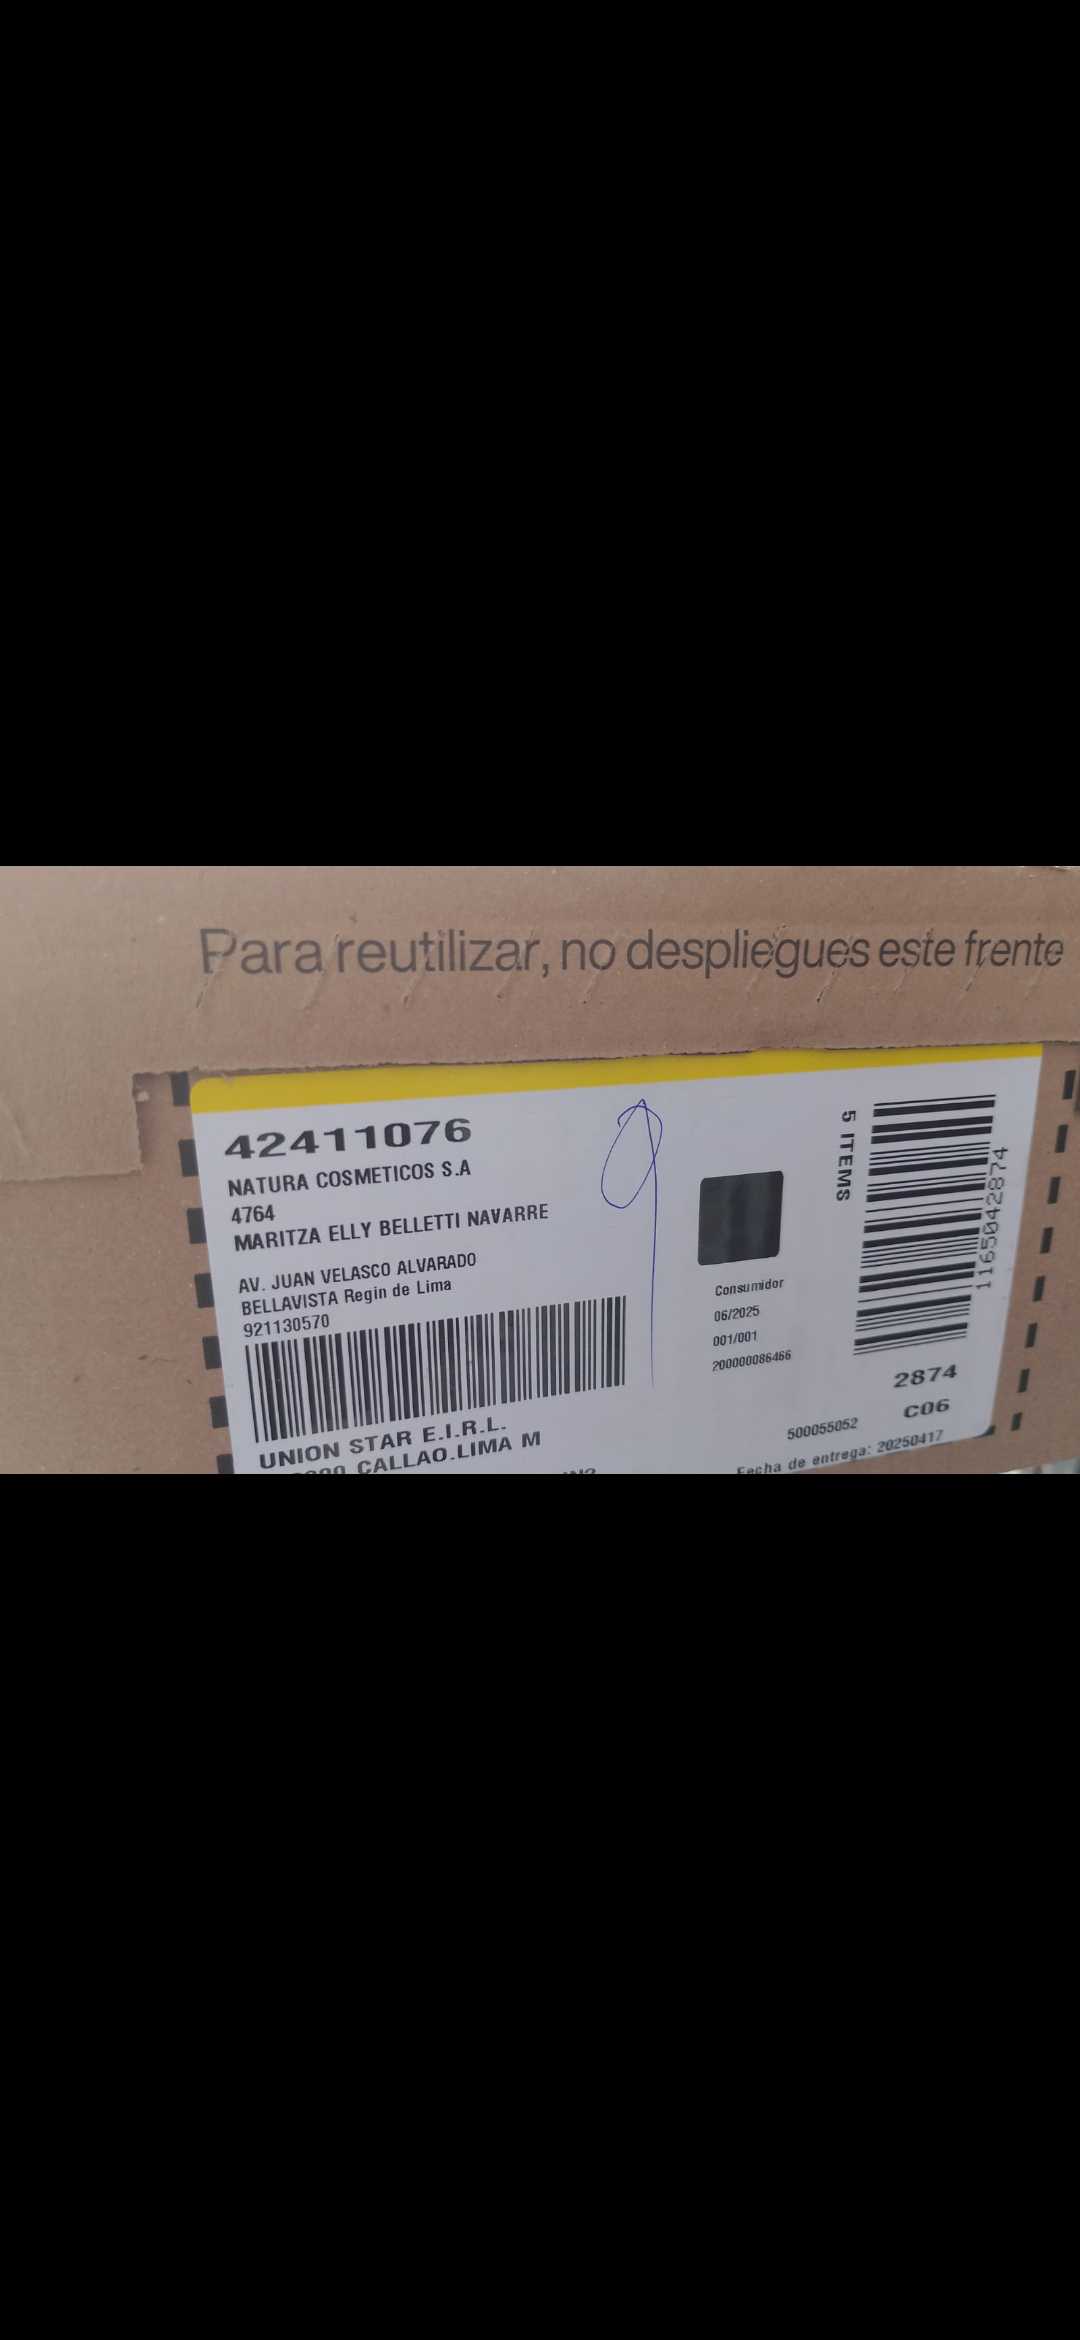 Para reutilizar, no despliegues este frente
42411076
NATURA COSMETICOS S.A
4764
MARITZA ELLY BELLETTI NAVARRE
AV. JUAN VELASCO ALVARADO
BELLAVISTA Regin de Lima
921130570
UNION STAR E.I.R.L.
CALLAO.LIMA M
9
Consumidor
06/2025
001/001
200000086466
5 ITEMS
1165042874
2874
C06
500055052
Fecha de entrega: 20250417